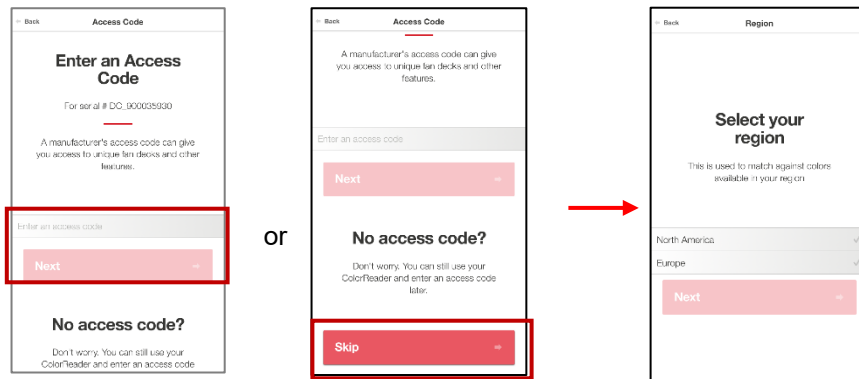 Back
Access Code
Enter an Access
Code
For serial # DC_900035930
A manufacturer's access code can give
you access to unique fan decks and other
features.
Enter an access code
Next
No access code?
Don't worry. You can still use your
ColorReader and enter an access code
or
Back
Access Code
A manufacturer's access code can give
you access to unique fan decks and other
features.
Enter an access code
Next
No access code?
Don't worry. You can still use your
ColorReader and enter an access code
later.
Skip
Back
Region
Select your
region
This is used to match against colors
available in your region
North America
Europe
Next